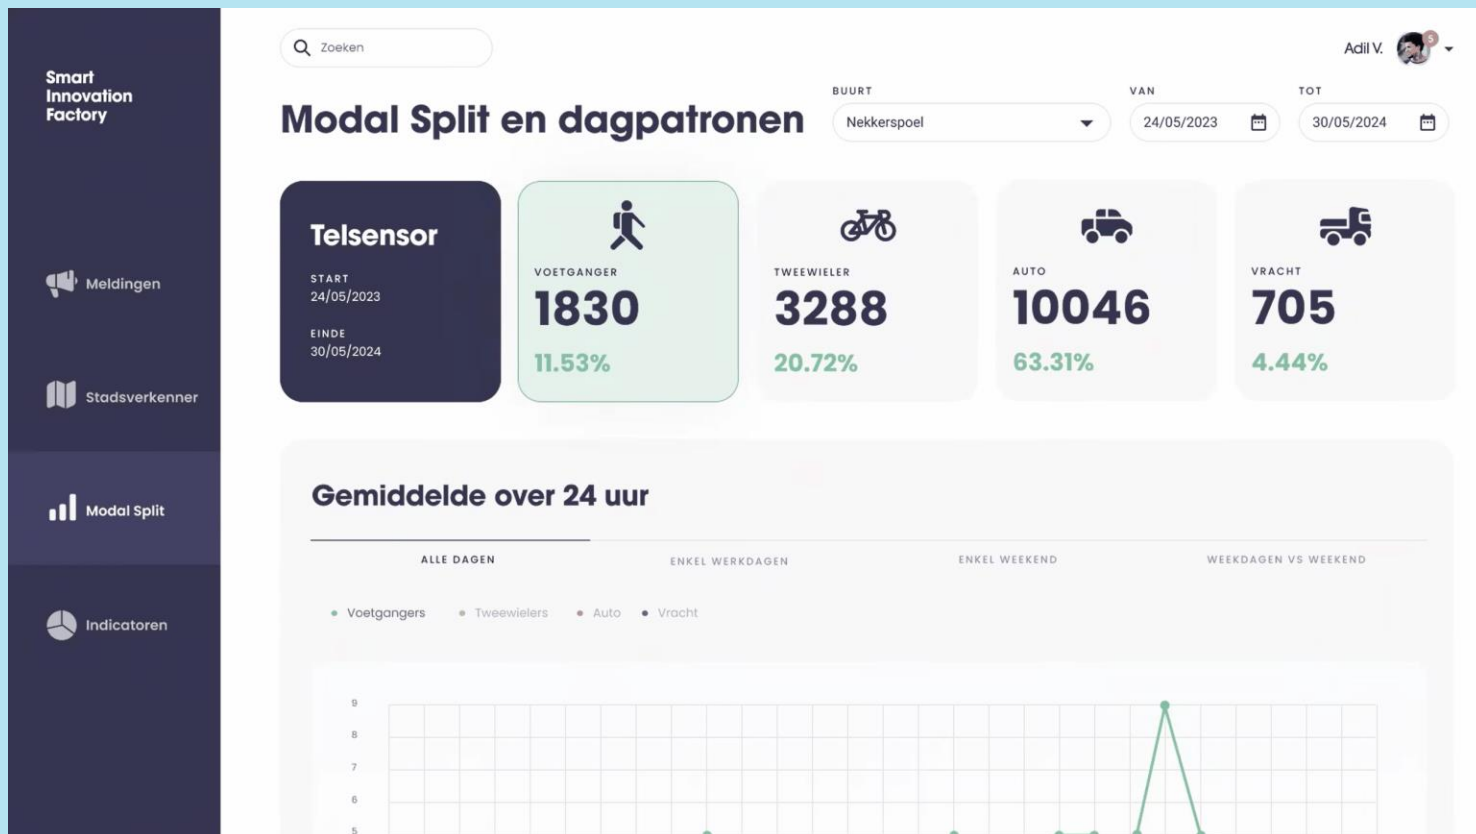 Smart
Innovation
Factory
Meldingen
Stadsverkenner
Modal Split
Indicatoren
Zoeken
Adil V.
5
Modal Split en dagpatronen
BUURT
Nekkerspoel
VAN
24/05/2023
TOT
30/05/2024
Telsensor
START
24/05/2023
EINDE
30/05/2024
VOETGANGER
1830
11.53%
TWEEWIELER
3288
20.72%
AUTO
10046
63.31%
VRACHT
705
4.44%
Gemiddelde over 24 uur
ALLE DAGEN
ENKEL WERKDAGEN
ENKEL WEEKEND
WEEKDAGEN VS WEEKEND
Voetgangers
Tweewielers
Auto
Vracht
9
8
7
6
5